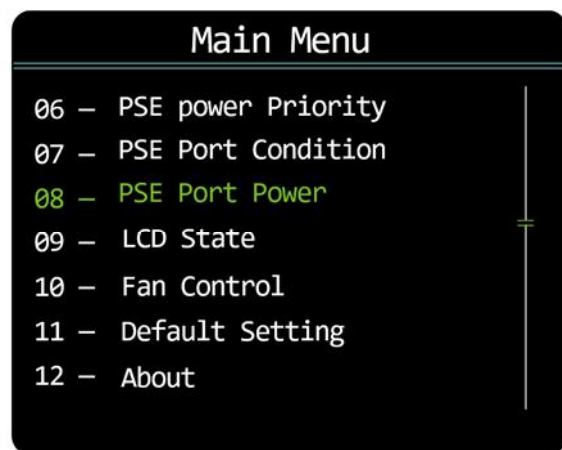 Main Menu
06 — PSE power Priority
07 — PSE Port Condition
08 — PSE Port Power
09 — LCD State
10 — Fan Control
11 — Default Setting
12 — About